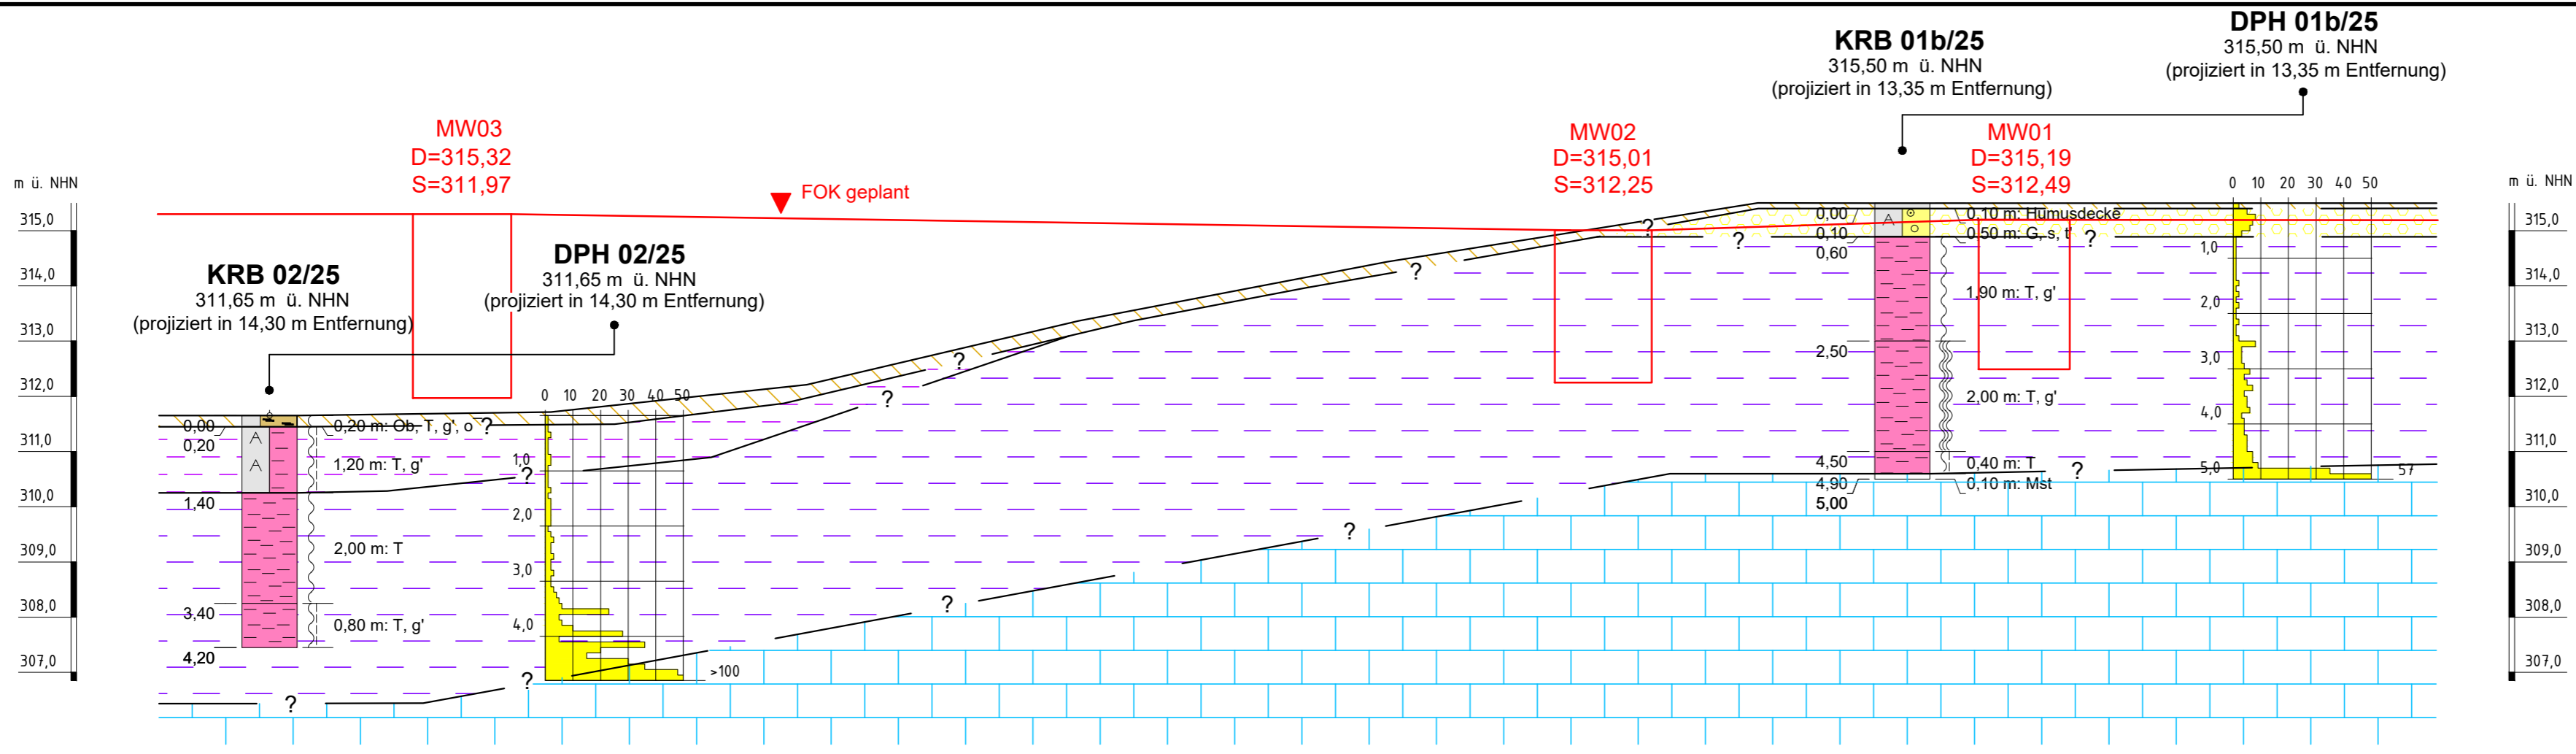 DPH 01b/25
315,50 m ü. NHN
(projiziert in 13,35 m Entfernung)
KRB 01b/25
315,50 m ü. NHN
(projiziert in 13,35 m Entfernung)
MW03
D=315,32
S=311,97
MW02
D=315,01
S=312,25
MW01
D=315,19
S=312,49
FOK geplant
KRB 02/25
311,65 m ü. NHN
(projiziert in 14,30 m Entfernung)
DPH 02/25
311,65 m ü. NHN
(projiziert in 14,30 m Entfernung)
m ü. NHN
315,0
314,0
313,0
312,0
311,0
310,0
309,0
308,0
307,0
0,00
0,20
1,40
3,40
4,20
A
A
0,20 m: Ob, T, g', o
1,20 m: T, g'
2,00 m: T
0,80 m: T, g'
0 10 20 30 40 50
1,0
2,0
3,0
4,0
>100
? ? ? ? ? ? ? ? ? ? ? ? ? ?
0,00
0,10
0,60
2,50
4,50
4,90
5,00
A
0,10 m: Humusdecke
0,50 m: G, s, t'
1,90 m: T, g'
2,00 m: T, g'
0,40 m: T
0,10 m: Mst
0 10 20 30 40 50
1,0
2,0
3,0
4,0
5,0
57
m ü. NHN
315,0
314,0
313,0
312,0
311,0
310,0
309,0
308,0
307,0